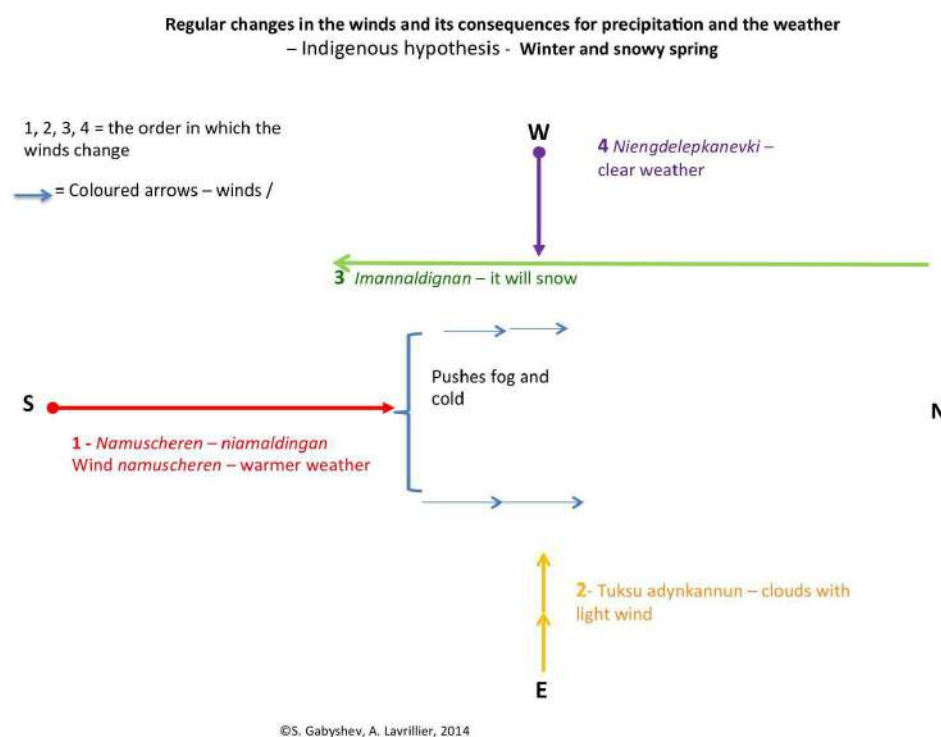 Regular changes in the winds and its consequences for precipitation and the weather
– Indigenous hypothesis - Winter and snowy spring
1, 2, 3, 4 = the order in which the
winds change
= Coloured arrows – winds /
W
4 Niengdelepkanevki –
clear weather
3 Imannaldignan – it will snow
Pushes fog and
cold
S
N
1 - Namuscheren – niamaldingan
Wind namuscheren – warmer weather
2- Tuksu adynkannun – clouds with
light wind
E
©S. Gabyshev, A. Lavrillier, 2014